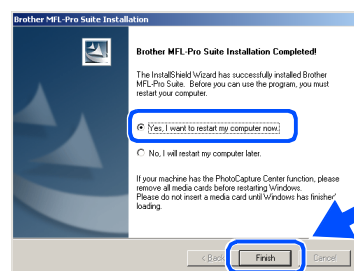 Brother MFL-Pro Suite Installation
Brother MFL-Pro Suite Installation Completed!
The InstallShield Wizard has successfully installed Brother
MFL-Pro Suite. Before you can use the program, you must
restart your computer.
Yes, I want to restart my computer now.
No, I will restart my computer later.
If your machine has the PhotoCapture Center function, please
remove all media cards before restarting Windows.
Please do not insert a media card until Windows has finished
loading.
< Back
Finish
Cancel